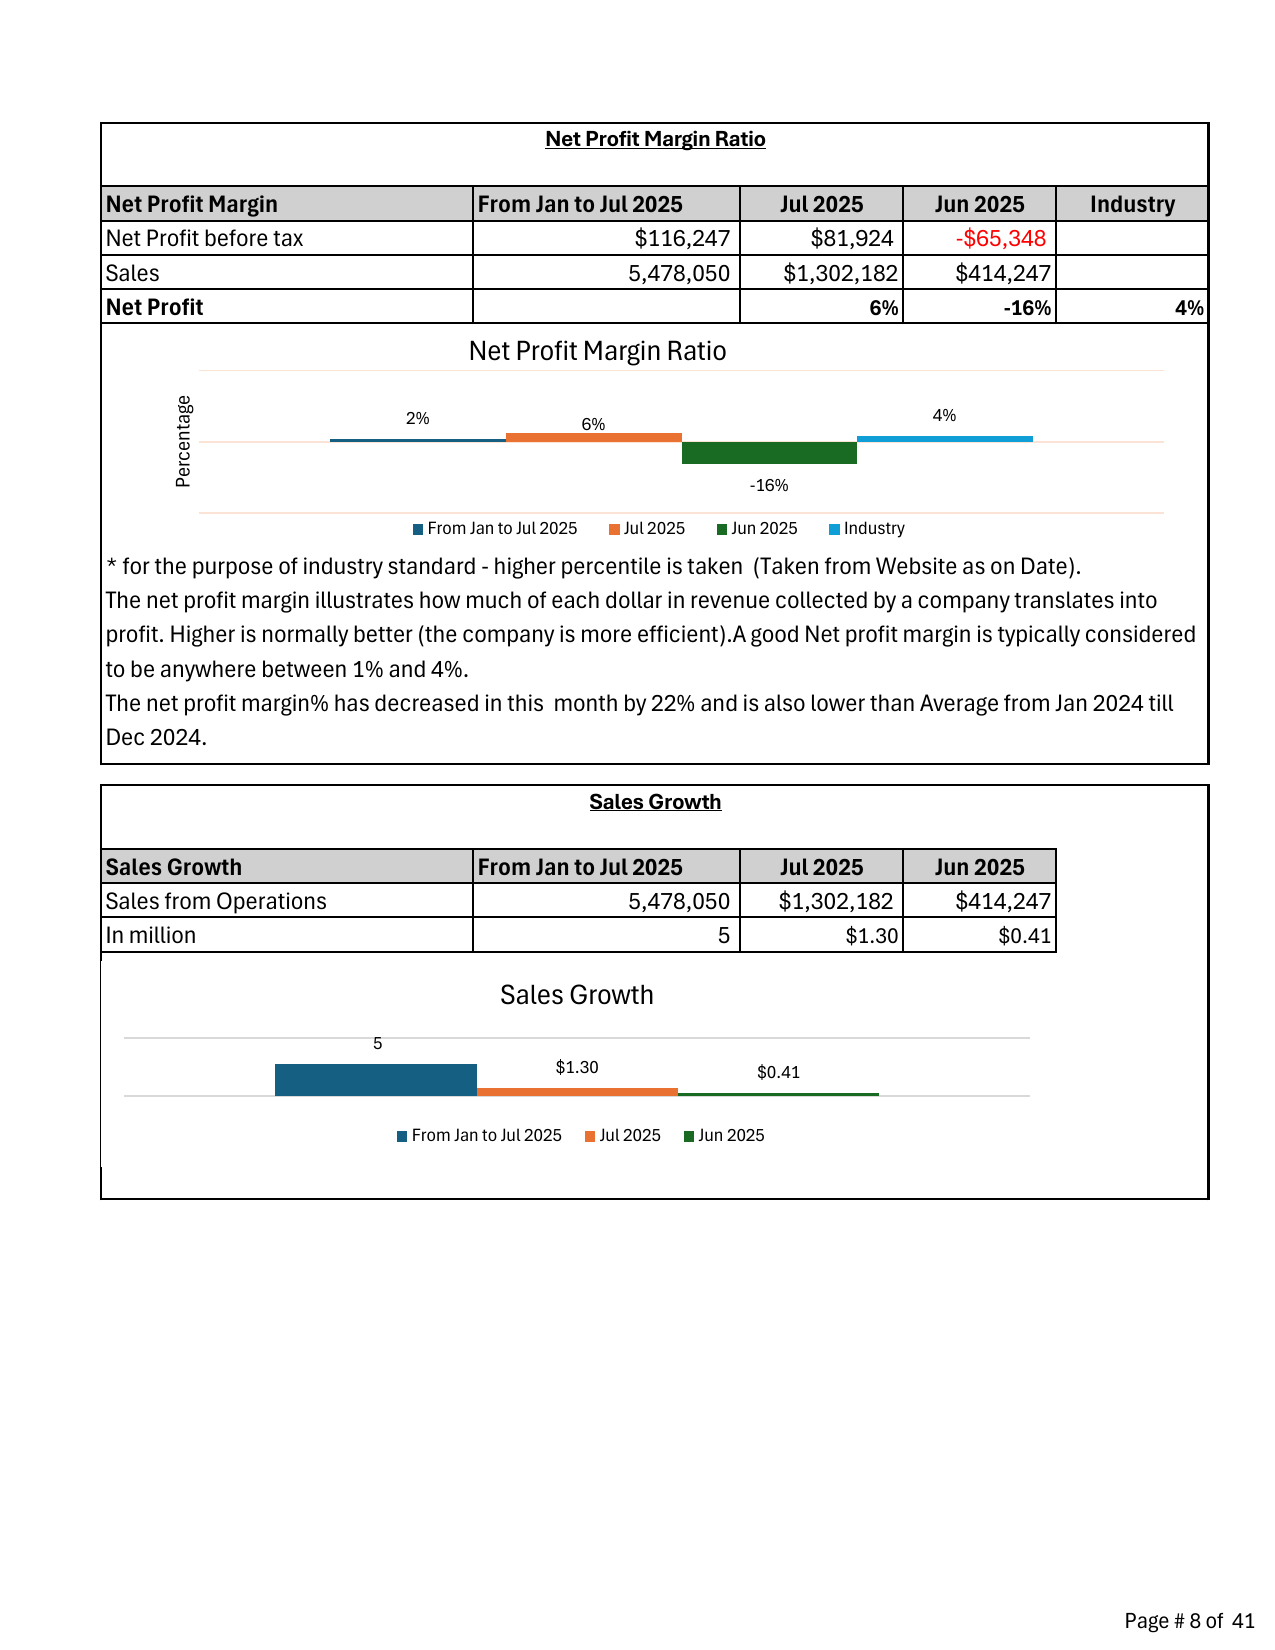 Net Profit Margin Ratio
Net Profit Margin From Jan to Jul 2025 Jul 2025 Jun 2025 Industry
Net Profit before tax $116,247 $81,924 -$65,348
Sales 5,478,050 $1,302,182 $414,247
Net Profit 6% -16% 4%
Net Profit Margin Ratio
Percentage
2% 6% -16% 4%
From Jan to Jul 2025 Jul 2025 Jun 2025 Industry
* for the purpose of industry standard - higher percentile is taken (Taken from Website as on Date).
The net profit margin illustrates how much of each dollar in revenue collected by a company translates into
profit. Higher is normally better (the company is more efficient).A good Net profit margin is typically considered
to be anywhere between 1% and 4%.
The net profit margin% has decreased in this month by 22% and is also lower than Average from Jan 2024 till
Dec 2024.
Sales Growth
Sales Growth From Jan to Jul 2025 Jul 2025 Jun 2025
Sales from Operations 5,478,050 $1,302,182 $414,247
In million 5 $1.30 $0.41
Sales Growth
5 $1.30 $0.41
From Jan to Jul 2025 Jul 2025 Jun 2025
Page # 8 of 41